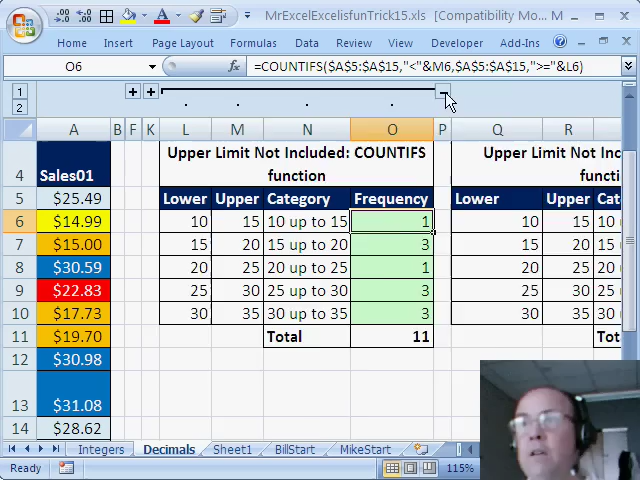 MrExcelExcelisfunTrick15.xls [Compatibility Mo...
Home Insert Page Layout Formulas Data Review View Developer Add-Ins
O6 =COUNTIFS($A$5:$A$15,"<"&M6,$A$5:$A$15,">="&L6)
1
2
A B F K L M N O P Q R
4 Sales01 Upper Limit Not Included: COUNTIFS Upper Limit Not
function functi
5 $25.49 Lower Upper Category Frequency Lower Upper Cat
6 $14.99 10 15 10 up to 15 1 10 15 10 u
7 $15.00 15 20 15 up to 20 3 15 20 15 u
8 $30.59 20 25 20 up to 25 1 20 25 20 u
9 $22.83 25 30 25 up to 30 3 25 30 25 u
10 $17.73 30 35 30 up to 35 3 30 35 30 u
11 $19.70 Total 11 Tot
12 $30.98
13 $31.08
14 $28.62
Integers Decimals Sheet1 BillStart MikeStart
Ready 115%